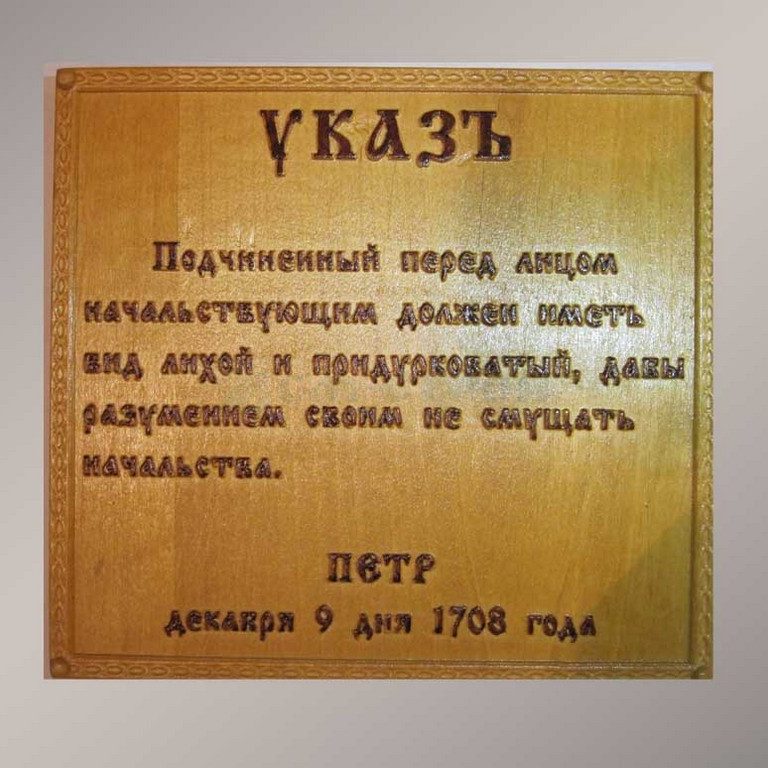 УКАЗЪ
Подчиненный перед лицом
начальствующим должен иметь
вид лихой и придурковатый, дабы
разумением своим не смущать
начальства.
ПЕТР
декабря 9 дня 1708 года